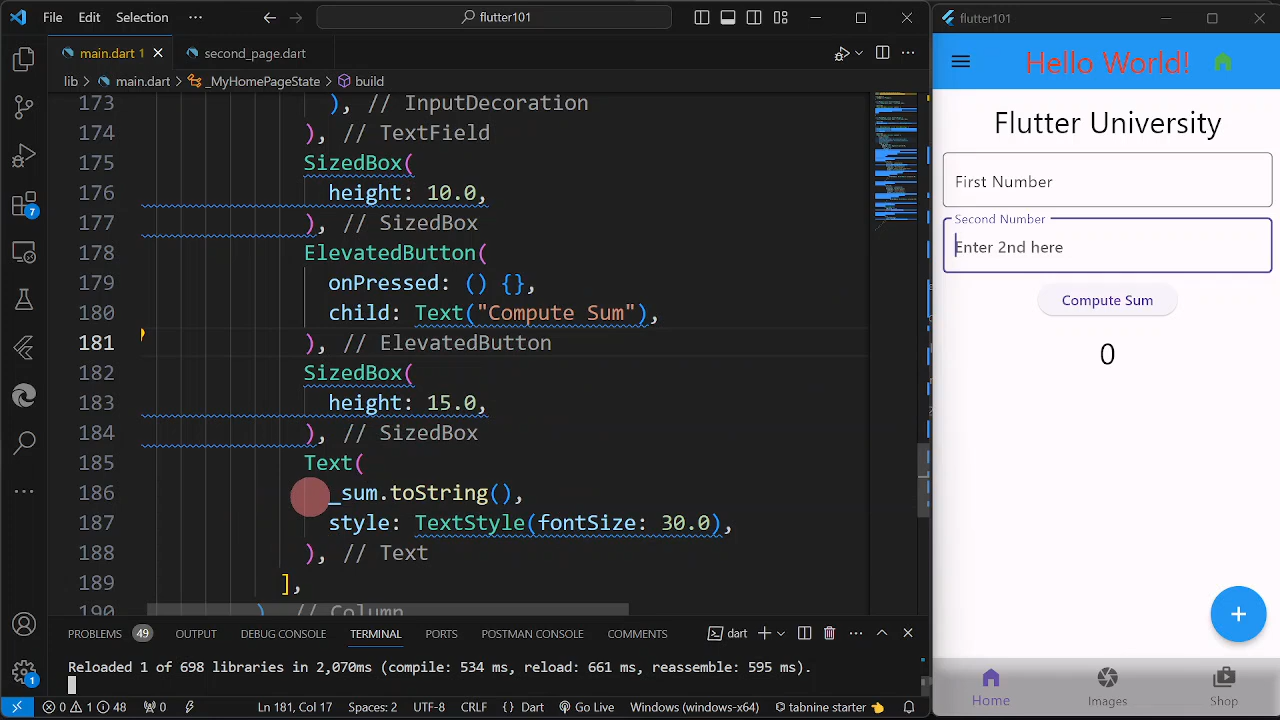 File Edit Selection ··· flutter101
main.dart 1 second_page.dart
lib > main.dart > _MyHomePageState > build
173 ), // InputDecoration
174 ), // TextField
175 SizedBox(
176 height: 10.0,
177 ), // SizedBox
178 ElevatedButton(
179 onPressed: () {},
180 child: Text("Compute Sum"),
181 ), // ElevatedButton
182 SizedBox(
183 height: 15.0,
184 ), // SizedBox
185 Text(
186 _sum.toString(),
187 style: TextStyle(fontSize: 30.0),
188 ), // Text
189 ],
190 ) // Column
7
1
PROBLEMS 49 OUTPUT DEBUG CONSOLE TERMINAL PORTS POSTMAN CONSOLE COMMENTS dart
Reloaded 1 of 698 libraries in 2,070ms (compile: 534 ms, reload: 661 ms, reassemble: 595 ms).
0 1 48 0 Ln 181, Col 17 Spaces: 2 UTF-8 CRLF Dart Go Live Windows (windows-x64) tabnine starter
flutter101
Hello World!
Flutter University
First Number
Second Number
Enter 2nd here
Compute Sum
0
Home Images Shop